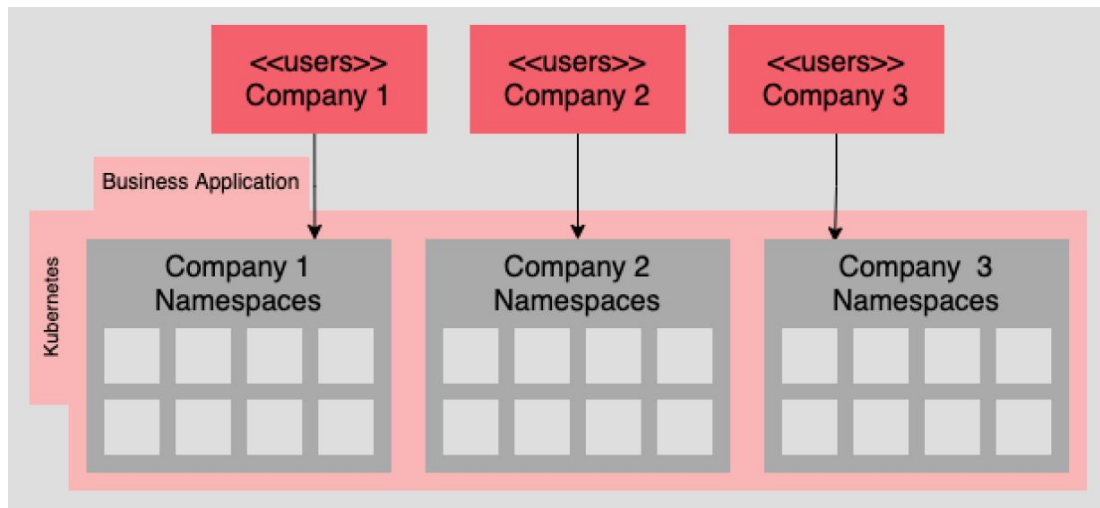 <<users>>
Company 1
<<users>>
Company 2
<<users>>
Company 3
Business Application
Kubernetes
Company 1
Namespaces
Company 2
Namespaces
Company 3
Namespaces